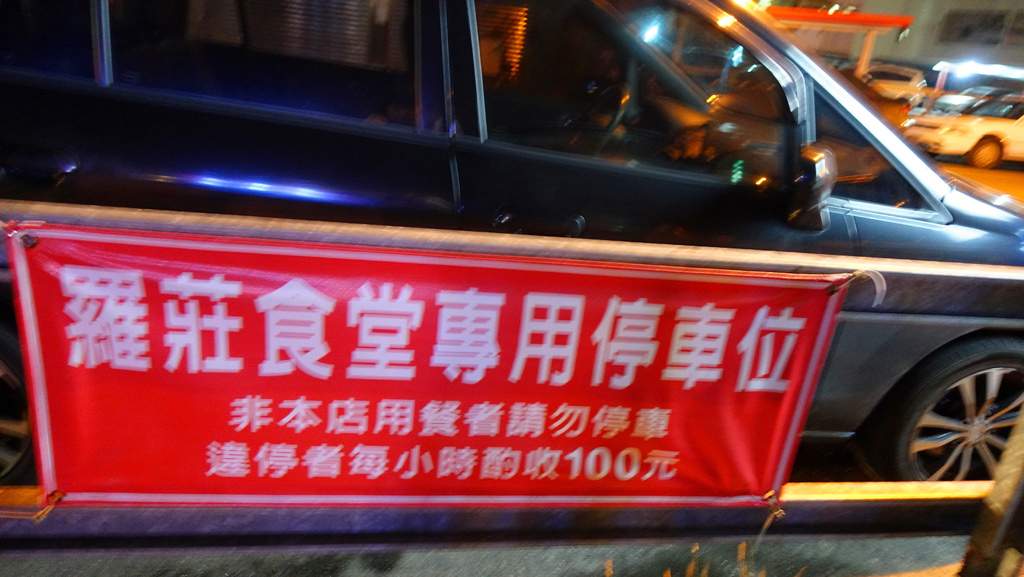 羅莊食堂專用停車位
非本店用餐者請勿停車
違停者每小時酌收100元